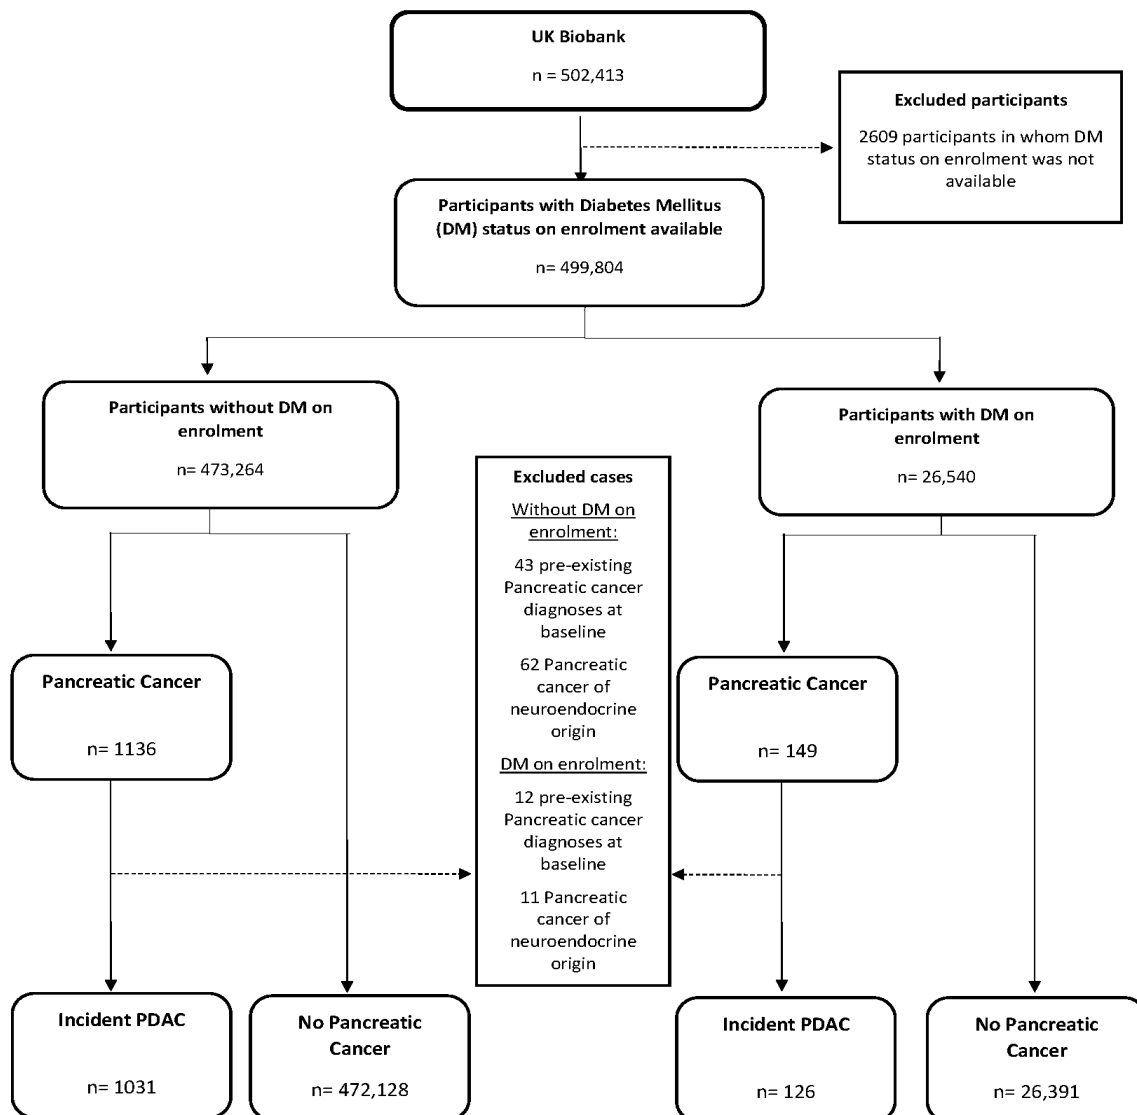 UK Biobank
n = 502,413
Excluded participants
2609 participants in whom DM
status on enrolment was not
available
Participants with Diabetes Mellitus
(DM) status on enrolment available
n= 499,804
Participants without DM on
enrolment
n= 473,264
Participants with DM on
enrolment
n= 26,540
Excluded cases
Without DM on
enrolment:
43 pre-existing
Pancreatic cancer
diagnoses at
baseline
62 Pancreatic
cancer of
neuroendocrine
origin
DM on enrolment:
12 pre-existing
Pancreatic cancer
diagnoses at
baseline
11 Pancreatic
cancer of
neuroendocrine
origin
Pancreatic Cancer
n= 1136
Pancreatic Cancer
n= 149
Incident PDAC
n= 1031
No Pancreatic
Cancer
n= 472,128
Incident PDAC
n= 126
No Pancreatic
Cancer
n= 26,391